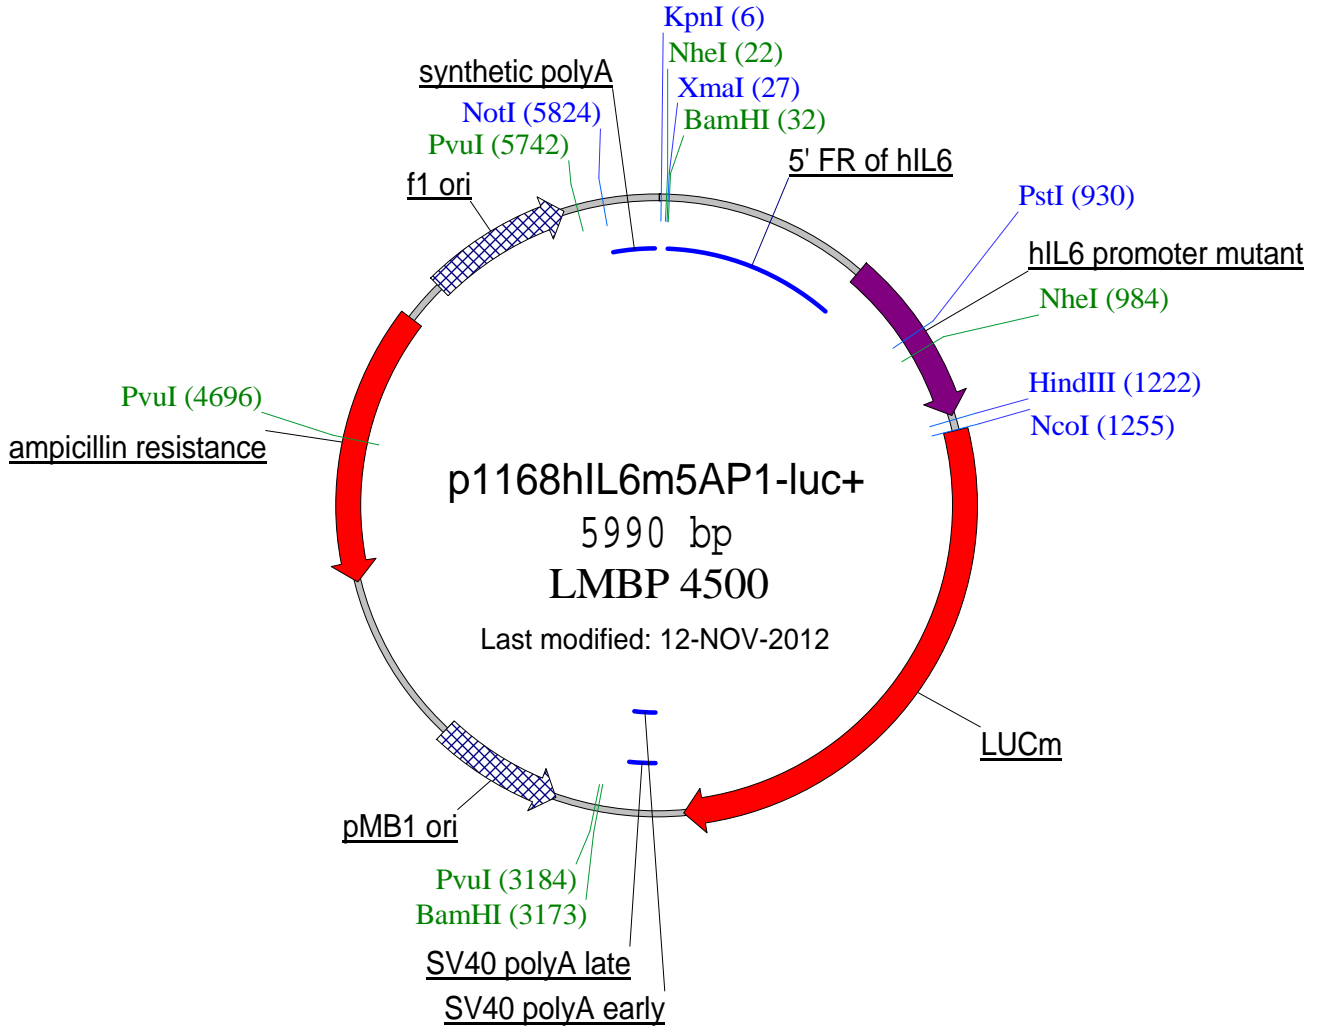 KpnI (6)
NheI (22)
synthetic polyA
XmaI (27)
NotI (5824)
BamHI (32)
PvuI (5742)
5' FR of hIL6
f1 ori
PstI (930)
hIL6 promoter mutant
NheI (984)
HindIII (1222)
PvuI (4696)
NcoI (1255)
ampicillin resistance
p1168hIL6m5AP1-luc+
5990 bp
LMBP 4500
Last modified: 12-NOV-2012
LUCm
pMB1 ori
PvuI (3184)
BamHI (3173)
SV40 polyA late
SV40 polyA early